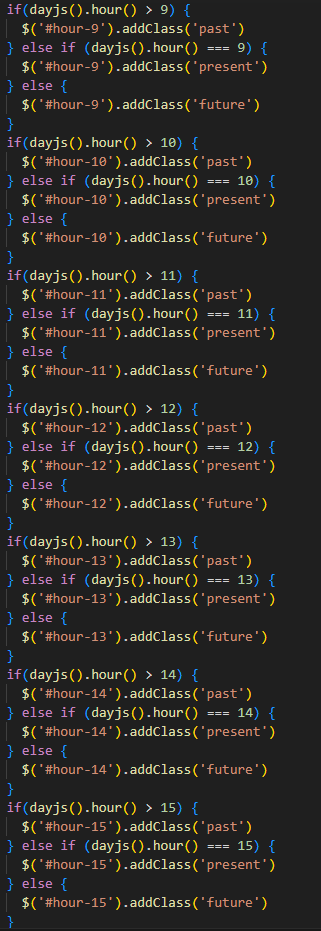 if(dayjs().hour() > 9) {
  $('#hour-9').addClass('past')
} else if (dayjs().hour() === 9) {
  $('#hour-9').addClass('present')
} else {
  $('#hour-9').addClass('future')
}
if(dayjs().hour() > 10) {
  $('#hour-10').addClass('past')
} else if (dayjs().hour() === 10) {
  $('#hour-10').addClass('present')
} else {
  $('#hour-10').addClass('future')
}
if(dayjs().hour() > 11) {
  $('#hour-11').addClass('past')
} else if (dayjs().hour() === 11) {
  $('#hour-11').addClass('present')
} else {
  $('#hour-11').addClass('future')
}
if(dayjs().hour() > 12) {
  $('#hour-12').addClass('past')
} else if (dayjs().hour() === 12) {
  $('#hour-12').addClass('present')
} else {
  $('#hour-12').addClass('future')
}
if(dayjs().hour() > 13) {
  $('#hour-13').addClass('past')
} else if (dayjs().hour() === 13) {
  $('#hour-13').addClass('present')
} else {
  $('#hour-13').addClass('future')
}
if(dayjs().hour() > 14) {
  $('#hour-14').addClass('past')
} else if (dayjs().hour() === 14) {
  $('#hour-14').addClass('present')
} else {
  $('#hour-14').addClass('future')
}
if(dayjs().hour() > 15) {
  $('#hour-15').addClass('past')
} else if (dayjs().hour() === 15) {
  $('#hour-15').addClass('present')
} else {
  $('#hour-15').addClass('future')
}